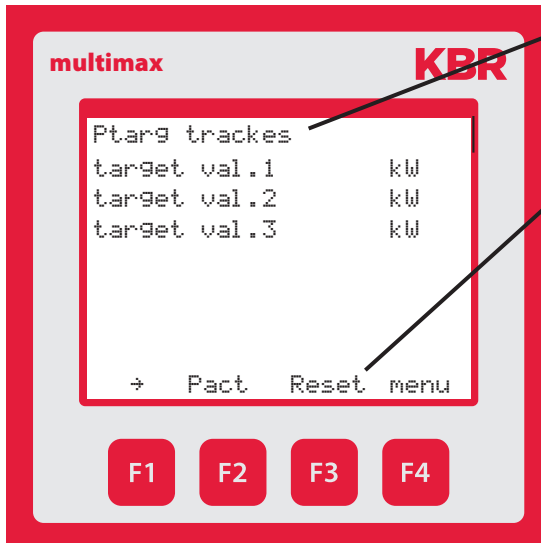 multimax KBR
Ptarg trackes
target val.1 kW
target val.2 kW
target val.3 kW
→ Pact Reset menu
F1 F2 F3 F4